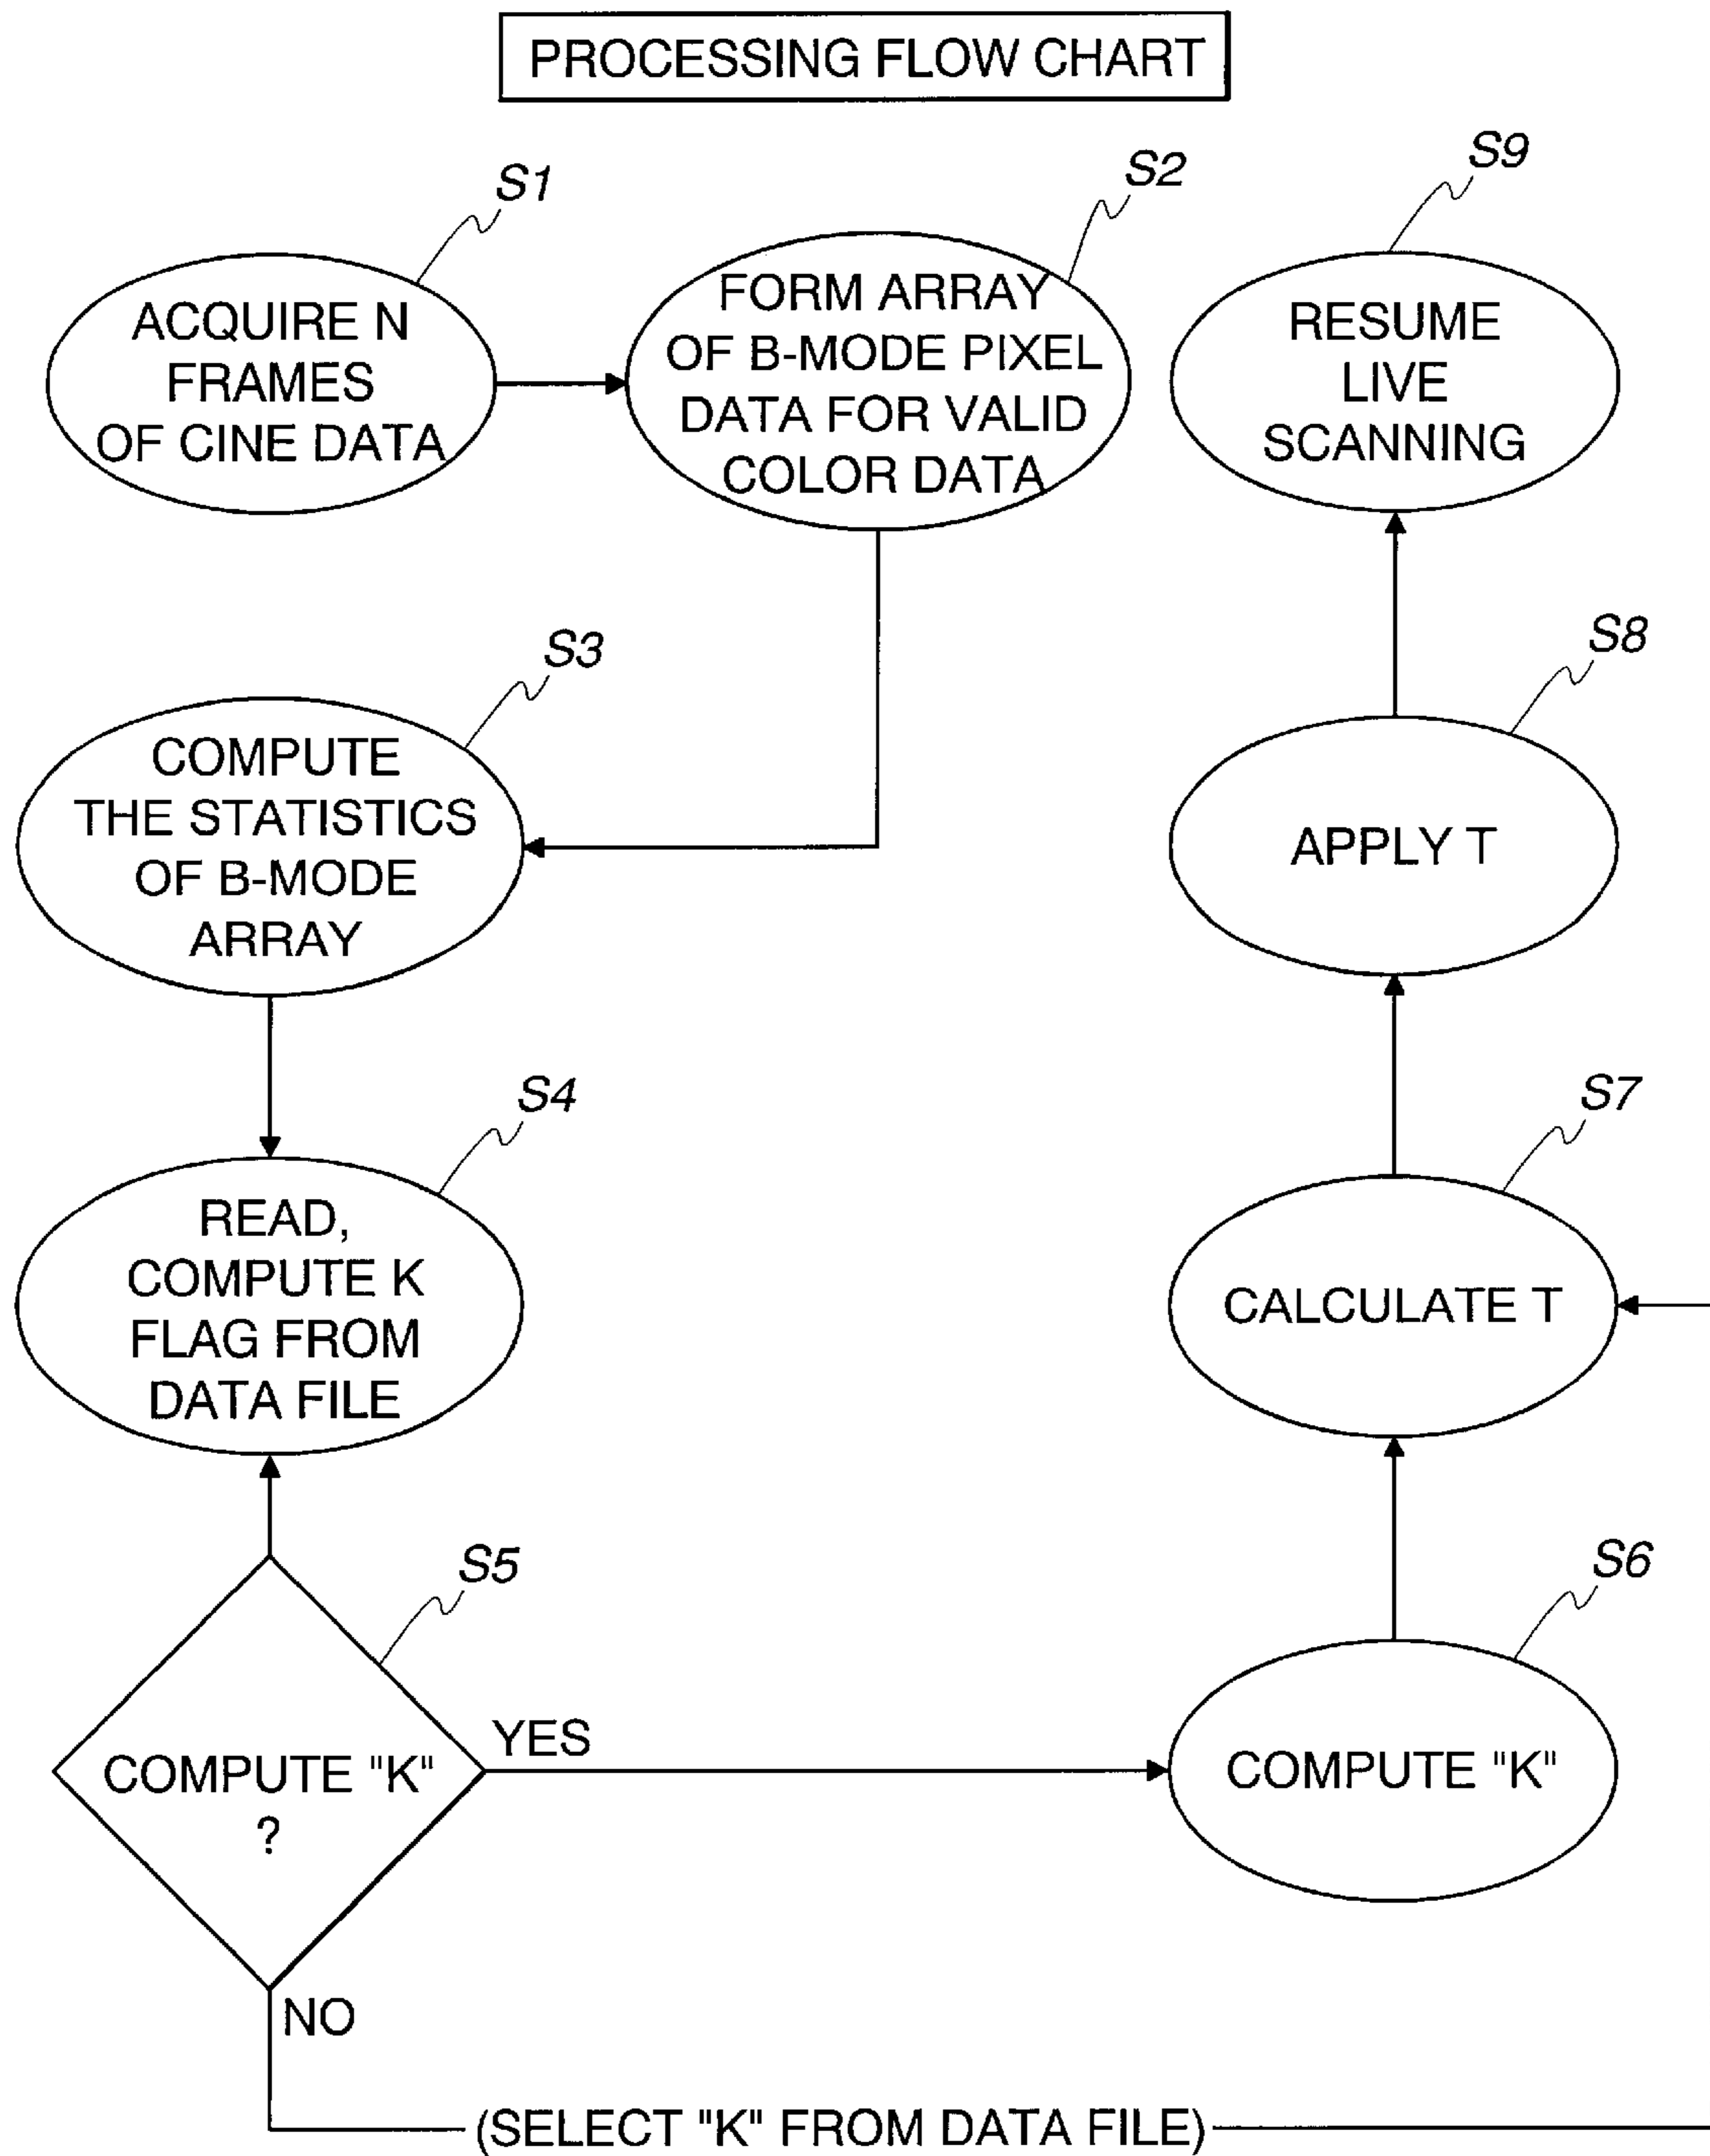 PROCESSING FLOW CHART
S1
ACQUIRE N
FRAMES
OF CINE DATA
S2
FORM ARRAY
OF B-MODE PIXEL
DATA FOR VALID
COLOR DATA
S3
COMPUTE
THE STATISTICS
OF B-MODE
ARRAY
S4
READ,
COMPUTE K
FLAG FROM
DATA FILE
S5
COMPUTE "K"
?
YES
NO
(SELECT "K" FROM DATA FILE)
S6
COMPUTE "K"
S7
CALCULATE T
S8
APPLY T
S9
RESUME
LIVE
SCANNING